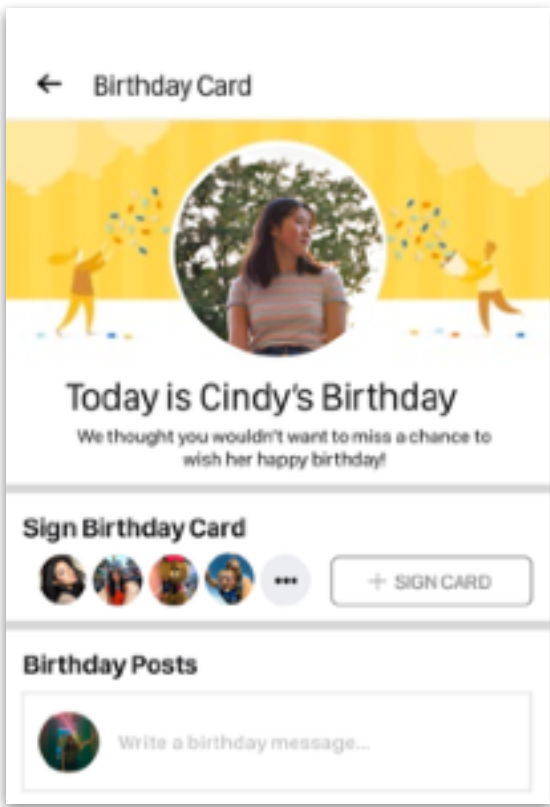 Birthday Card
Today is Cindy's Birthday
We thought you wouldn't want to miss a chance to
wish her happy birthday!
Sign Birthday Card
+ SIGN CARD
Birthday Posts
Write a birthday message...